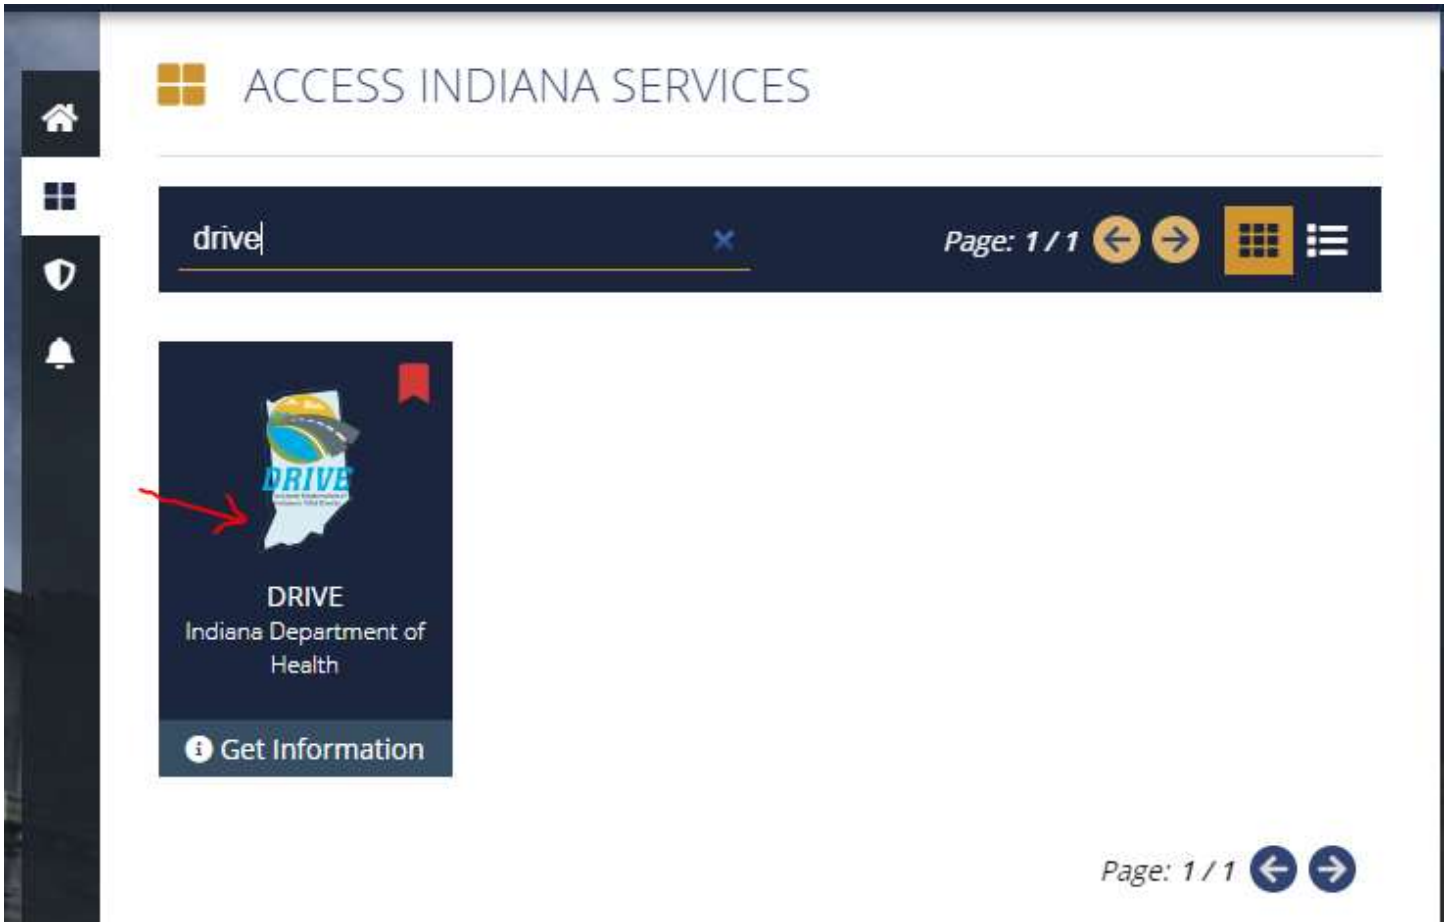 ACCESS INDIANA SERVICES
drive
Page: 1 / 1
DRIVE
DRIVE
Indiana Department of
Health
Get Information
Page: 1 / 1